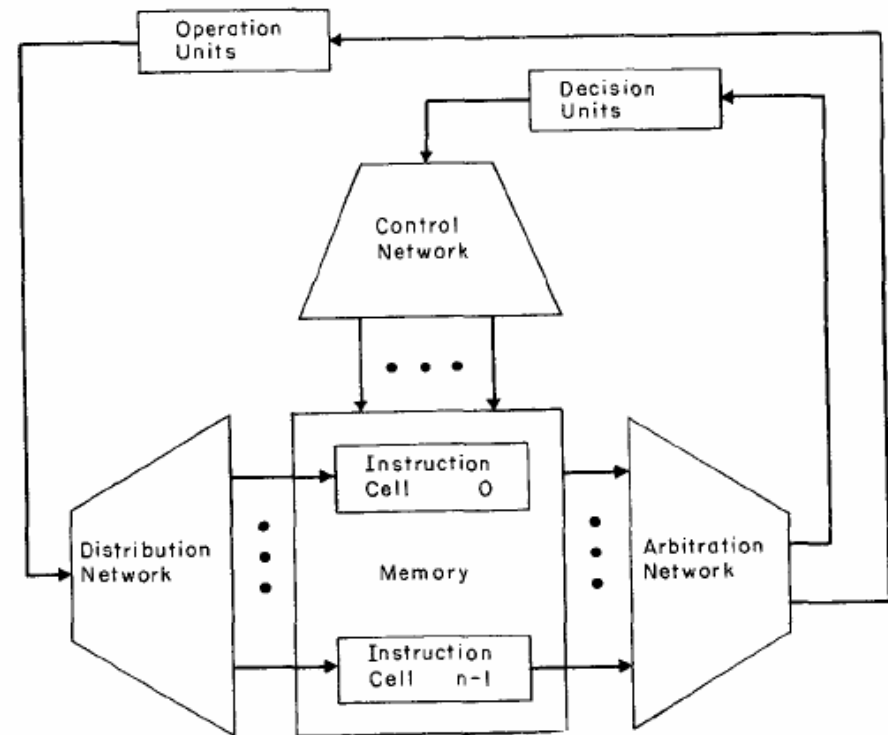 Operation
Units
Decision
Units
Control
Network
Instruction
Cell 0
Distribution
Network
Memory
Arbitration
Network
Instruction
Cell n-1